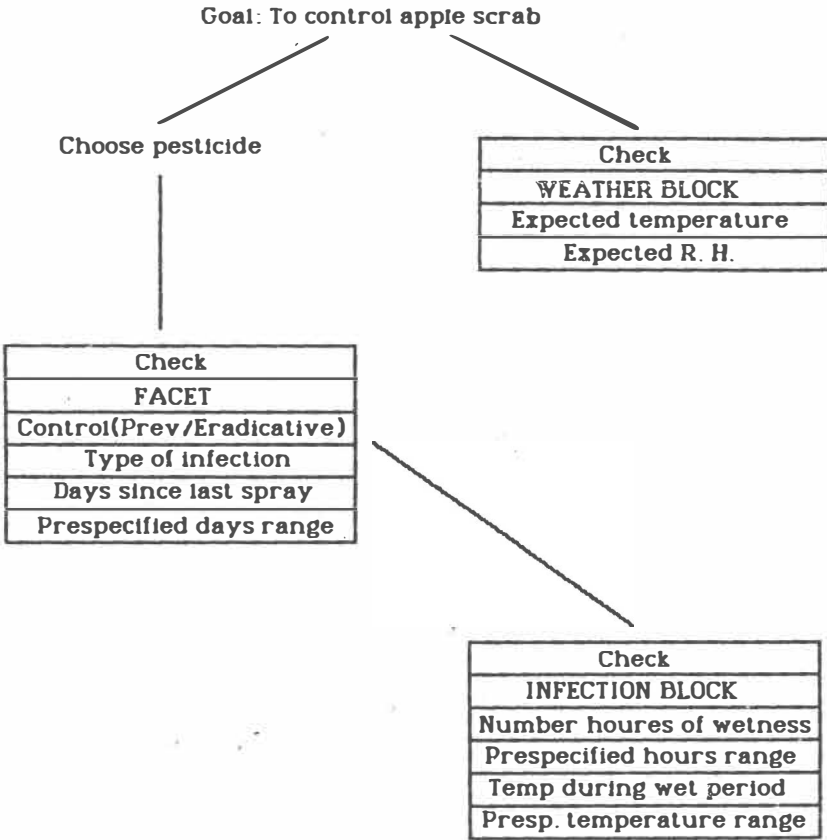 Goal: To control apple scrab
Choose pesticide
Check
WEATHER BLOCK
Expected temperature
Expected R. H.
Check
FACET
Control(Prev/Eradicative)
Type of infection
Days since last spray
Prespecified days range
Check
INFECTION BLOCK
Number houres of wetness
Prespecified hours range
Temp during wet period
Presp. temperature range